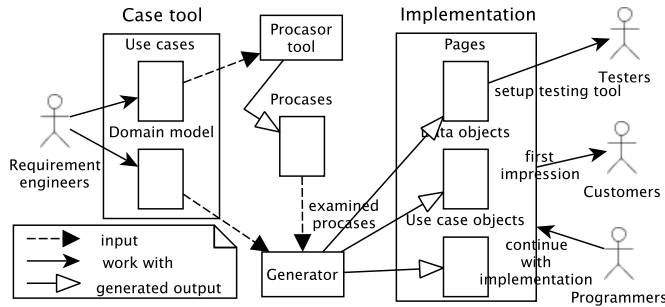 Case tool
Implementation
Use cases
Procasor
tool
Pages
Testers
setup testing tool
Procases
Domain model
Data objects
Requirement
engineers
first
impression
Customers
examined
procases
Use case objects
input
work with
generated output
Generator
continue
with
implementation
Programmers